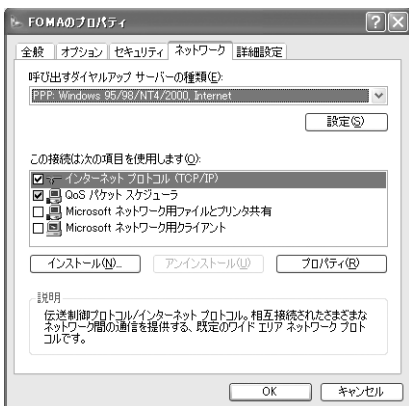 FOMAのプロパティ
全般 オプション セキュリティ ネットワーク 詳細設定
呼び出すダイヤルアップ サーバーの種類(E):
PPP: Windows 95/98/NT4/2000, Internet
設定(S)
この接続は次の項目を使用します(O):
インターネット プロトコル (TCP/IP)
QoS パケット スケジューラ
Microsoft ネットワーク用ファイルとプリンタ共有
Microsoft ネットワーク用クライアント
インストール(N)... アンインストール(U) プロパティ(R)
説明
伝送制御プロトコル/インターネット プロトコル。相互接続されたさまざまな
ネットワーク間の通信を提供する、既定のワイド エリア ネットワーク プロト
コルです。
OK キャンセル